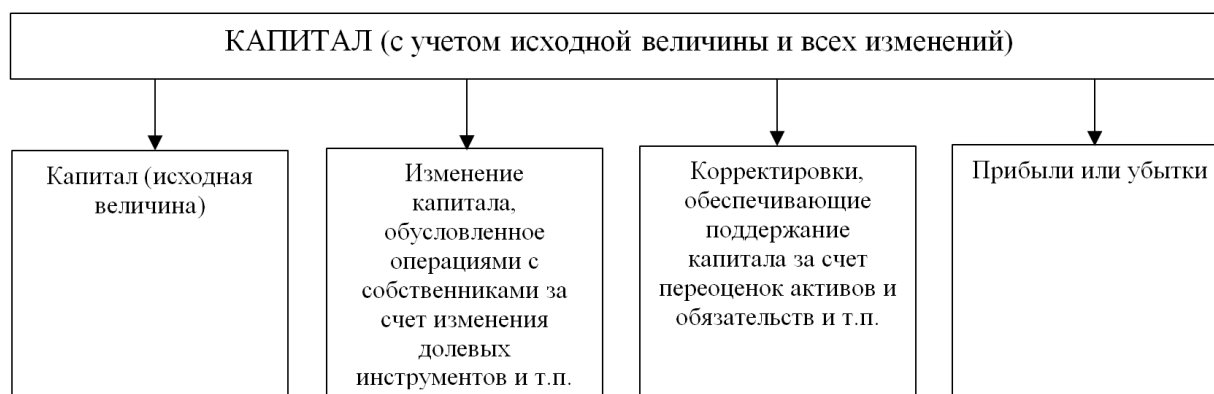 КАПИТАЛ (с учетом исходной величины и всех изменений)
Капитал (исходная
величина)
Изменение
капитала,
обусловленное
операциями с
собственниками за
счет изменения
долевых
инструментов и т.п.
Корректировки,
обеспечивающие
поддержание
капитала за счет
переоценок активов и
обязательств и т.п.
Прибыли или убытки